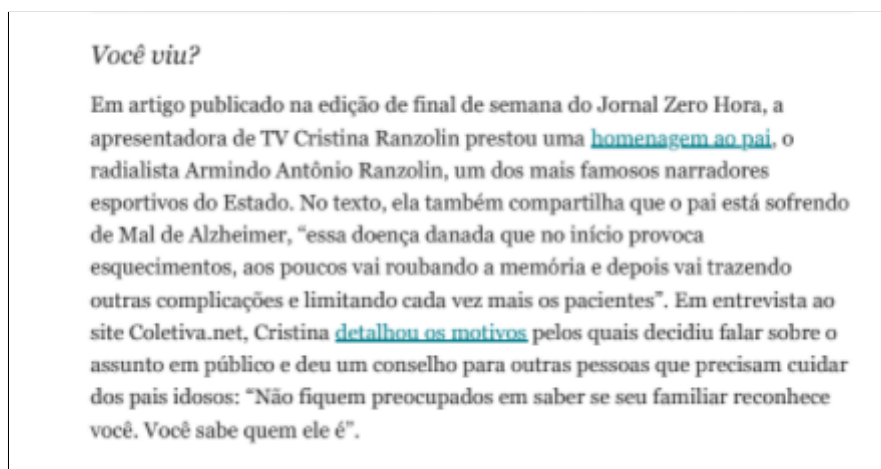 Você viu?
Em artigo publicado na edição de final de semana do Jornal Zero Hora, a
apresentadora de TV Cristina Ranzolin prestou uma homenagem ao pai, o
radialista Armindo Antônio Ranzolin, um dos mais famosos narradores
esportivos do Estado. No texto, ela também compartilha que o pai está sofrendo
de Mal de Alzheimer, “essa doença danada que no início provoca
esquecimentos, aos poucos vai roubando a memória e depois vai trazendo
outras complicações e limitando cada vez mais os pacientes”. Em entrevista ao
site Coletiva.net, Cristina detalhou os motivos pelos quais decidiu falar sobre o
assunto em público e deu um conselho para outras pessoas que precisam cuidar
dos pais idosos: “Não fiquem preocupados em saber se seu familiar reconhece
você. Você sabe quem ele é”.